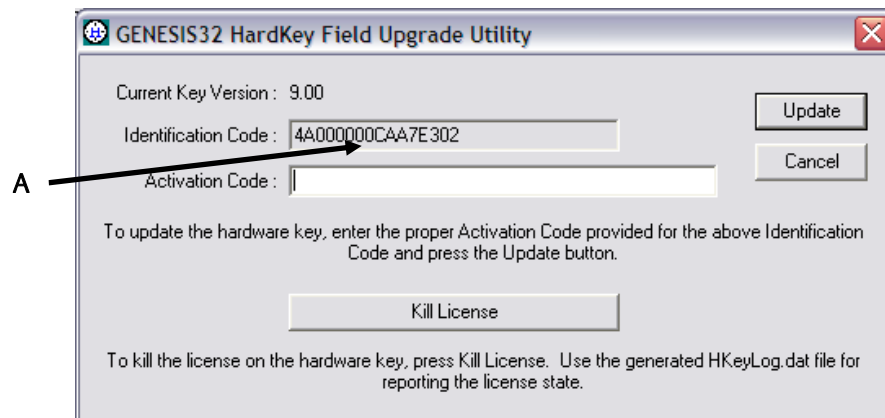 GENESIS32 HardKey Field Upgrade Utility
Current Key Version : 9.00
Update
Identification Code : 4A000000CAA7E302
Cancel
A
Activation Code :
To update the hardware key, enter the proper Activation Code provided for the above Identification
Code and press the Update button.
Kill License
To kill the license on the hardware key, press Kill License. Use the generated HKeyLog.dat file for
reporting the license state.